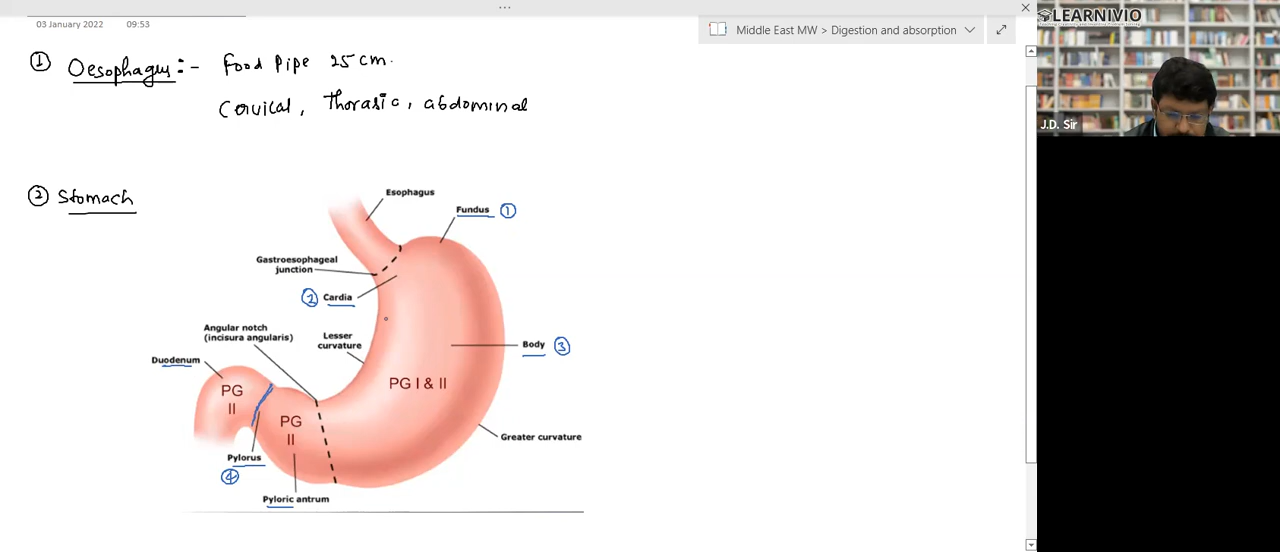 03 January 2022 09:53
Middle East MW > Digestion and absorption
LEARNIVIO
J.D. Sir
① Oesophagus :- Food Pipe 25 cm.
Cervical, Thorasic, abdominal
② Stomach
Esophagus
Fundus ①
Gastroesophageal
junction
② Cardia
Angular notch
(incisura angularis)
Lesser
curvature
Body ③
Duodenum
PG
II
PG I & II
PG
II
Greater curvature
Pylorus
④
Pyloric antrum